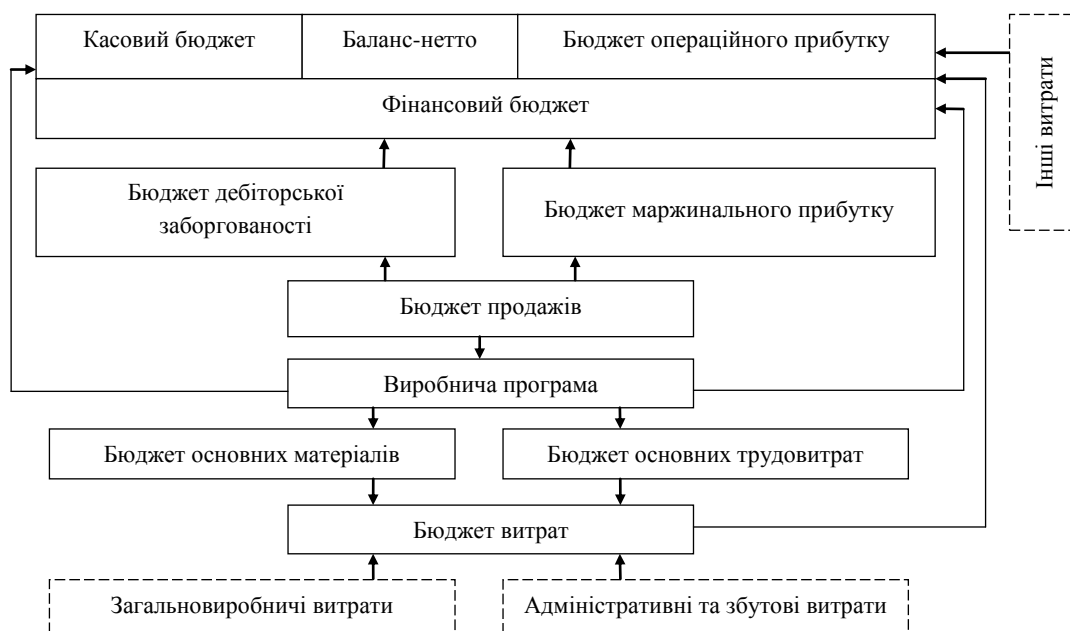 Касовий бюджет
Баланс-нетто
Бюджет операційного прибутку
Інші витрати
Фінансовий бюджет
Бюджет дебіторської
заборгованості
Бюджет маржинального прибутку
Бюджет продажів
Виробнича програма
Бюджет основних матеріалів
Бюджет основних трудовитрат
Бюджет витрат
Загальновиробничі витрати
Адміністративні та збутові витрати